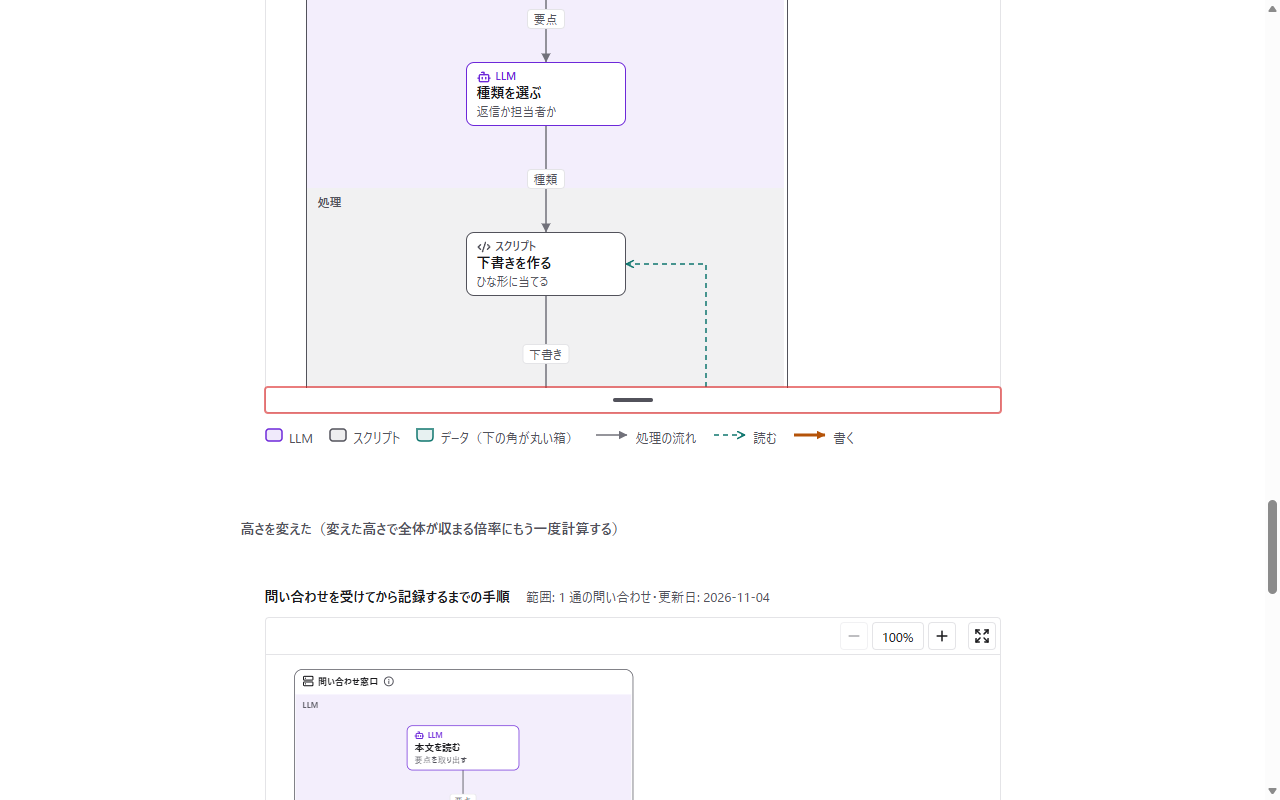 要点
LLM
種類を選ぶ
返信か担当者か
種類
処理
スクリプト
下書きを作る
ひな形に当てる
下書き
LLM スクリプト データ（下の角が丸い箱） 処理の流れ 読む 書く
高さを変えた（変えた高さで全体が収まる倍率にもう一度計算する）
問い合わせを受けてから記録するまでの手順 範囲: 1 通の問い合わせ・更新日: 2026-11-04
100%
問い合わせ窓口
LLM
LLM
本文を読む
要点を取り出す